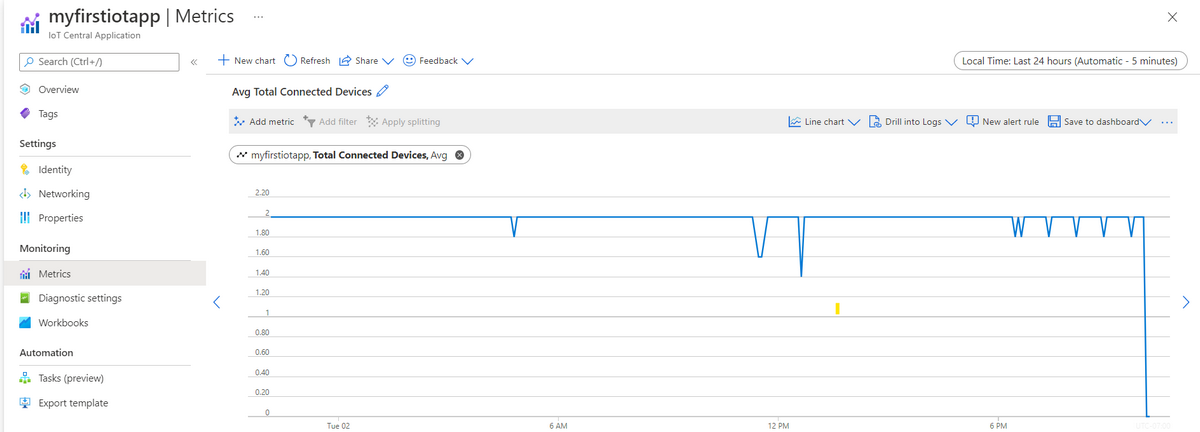 myfirstiotapp | Metrics ...
IoT Central Application
Search (Ctrl+/)
«
Overview
Tags
Settings
Identity
Networking
Properties
Monitoring
Metrics
Diagnostic settings
Workbooks
Automation
Tasks (preview)
Export template
New chart Refresh Share Feedback
Local Time: Last 24 hours (Automatic - 5 minutes)
Avg Total Connected Devices
Add metric Add filter Apply splitting
Line chart Drill into Logs New alert rule Save to dashboard ...
myfirstiotapp, Total Connected Devices, Avg
2.20
2
1.80
1.60
1.40
1.20
1
0.80
0.60
0.40
0.20
0
Tue 02 6 AM 12 PM 6 PM